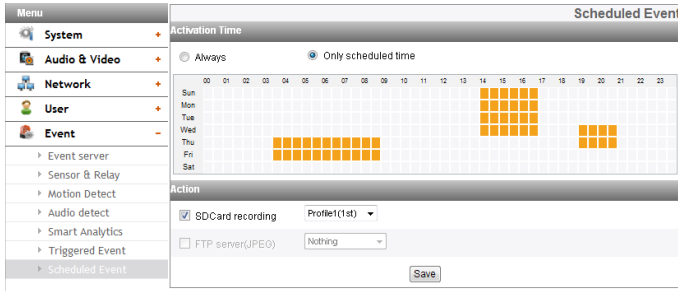 Menu
System
Audio & Video
Network
User
Event
Event server
Sensor & Relay
Motion Detect
Audio detect
Smart Analytics
Triggered Event
Scheduled Event
Scheduled Event
Activation Time
Always Only scheduled time
00 01 02 03 04 05 06 07 08 09 10 11 12 13 14 15 16 17 18 19 20 21 22 23
Sun
Mon
Tue
Wed
Thu
Fri
Sat
Action
SDCard recording Profile1(1st)
FTP server(JPEG) Nothing
Save